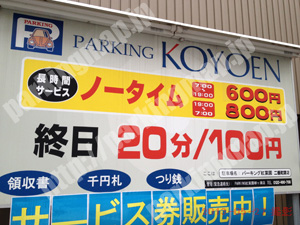 PARKING
PARKING KOYOEN
長時間
サービス
ノータイム
7:00
19:00
600円
19:00
7:00
800円
終日 20分/100円
領収書 千円札 つり銭
サービス券販売中!